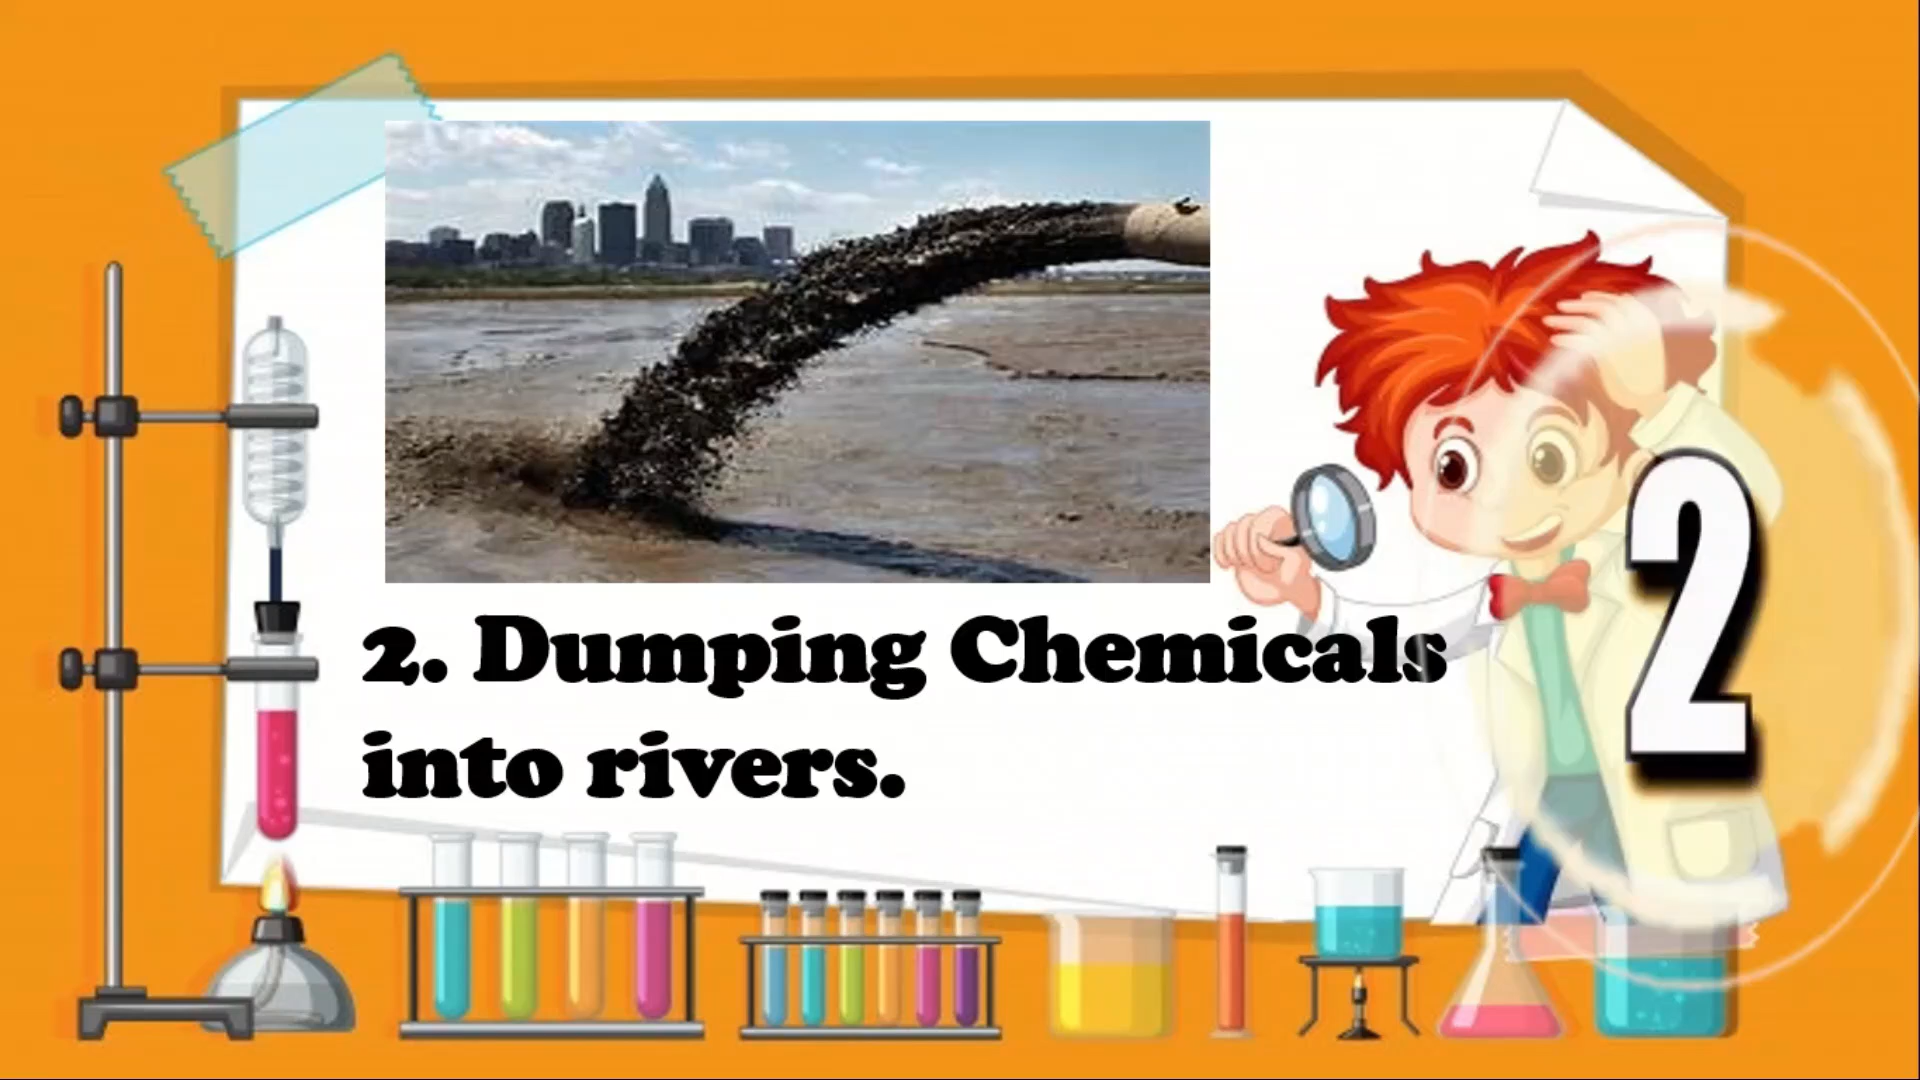 2. Dumping Chemicals
into rivers.
2